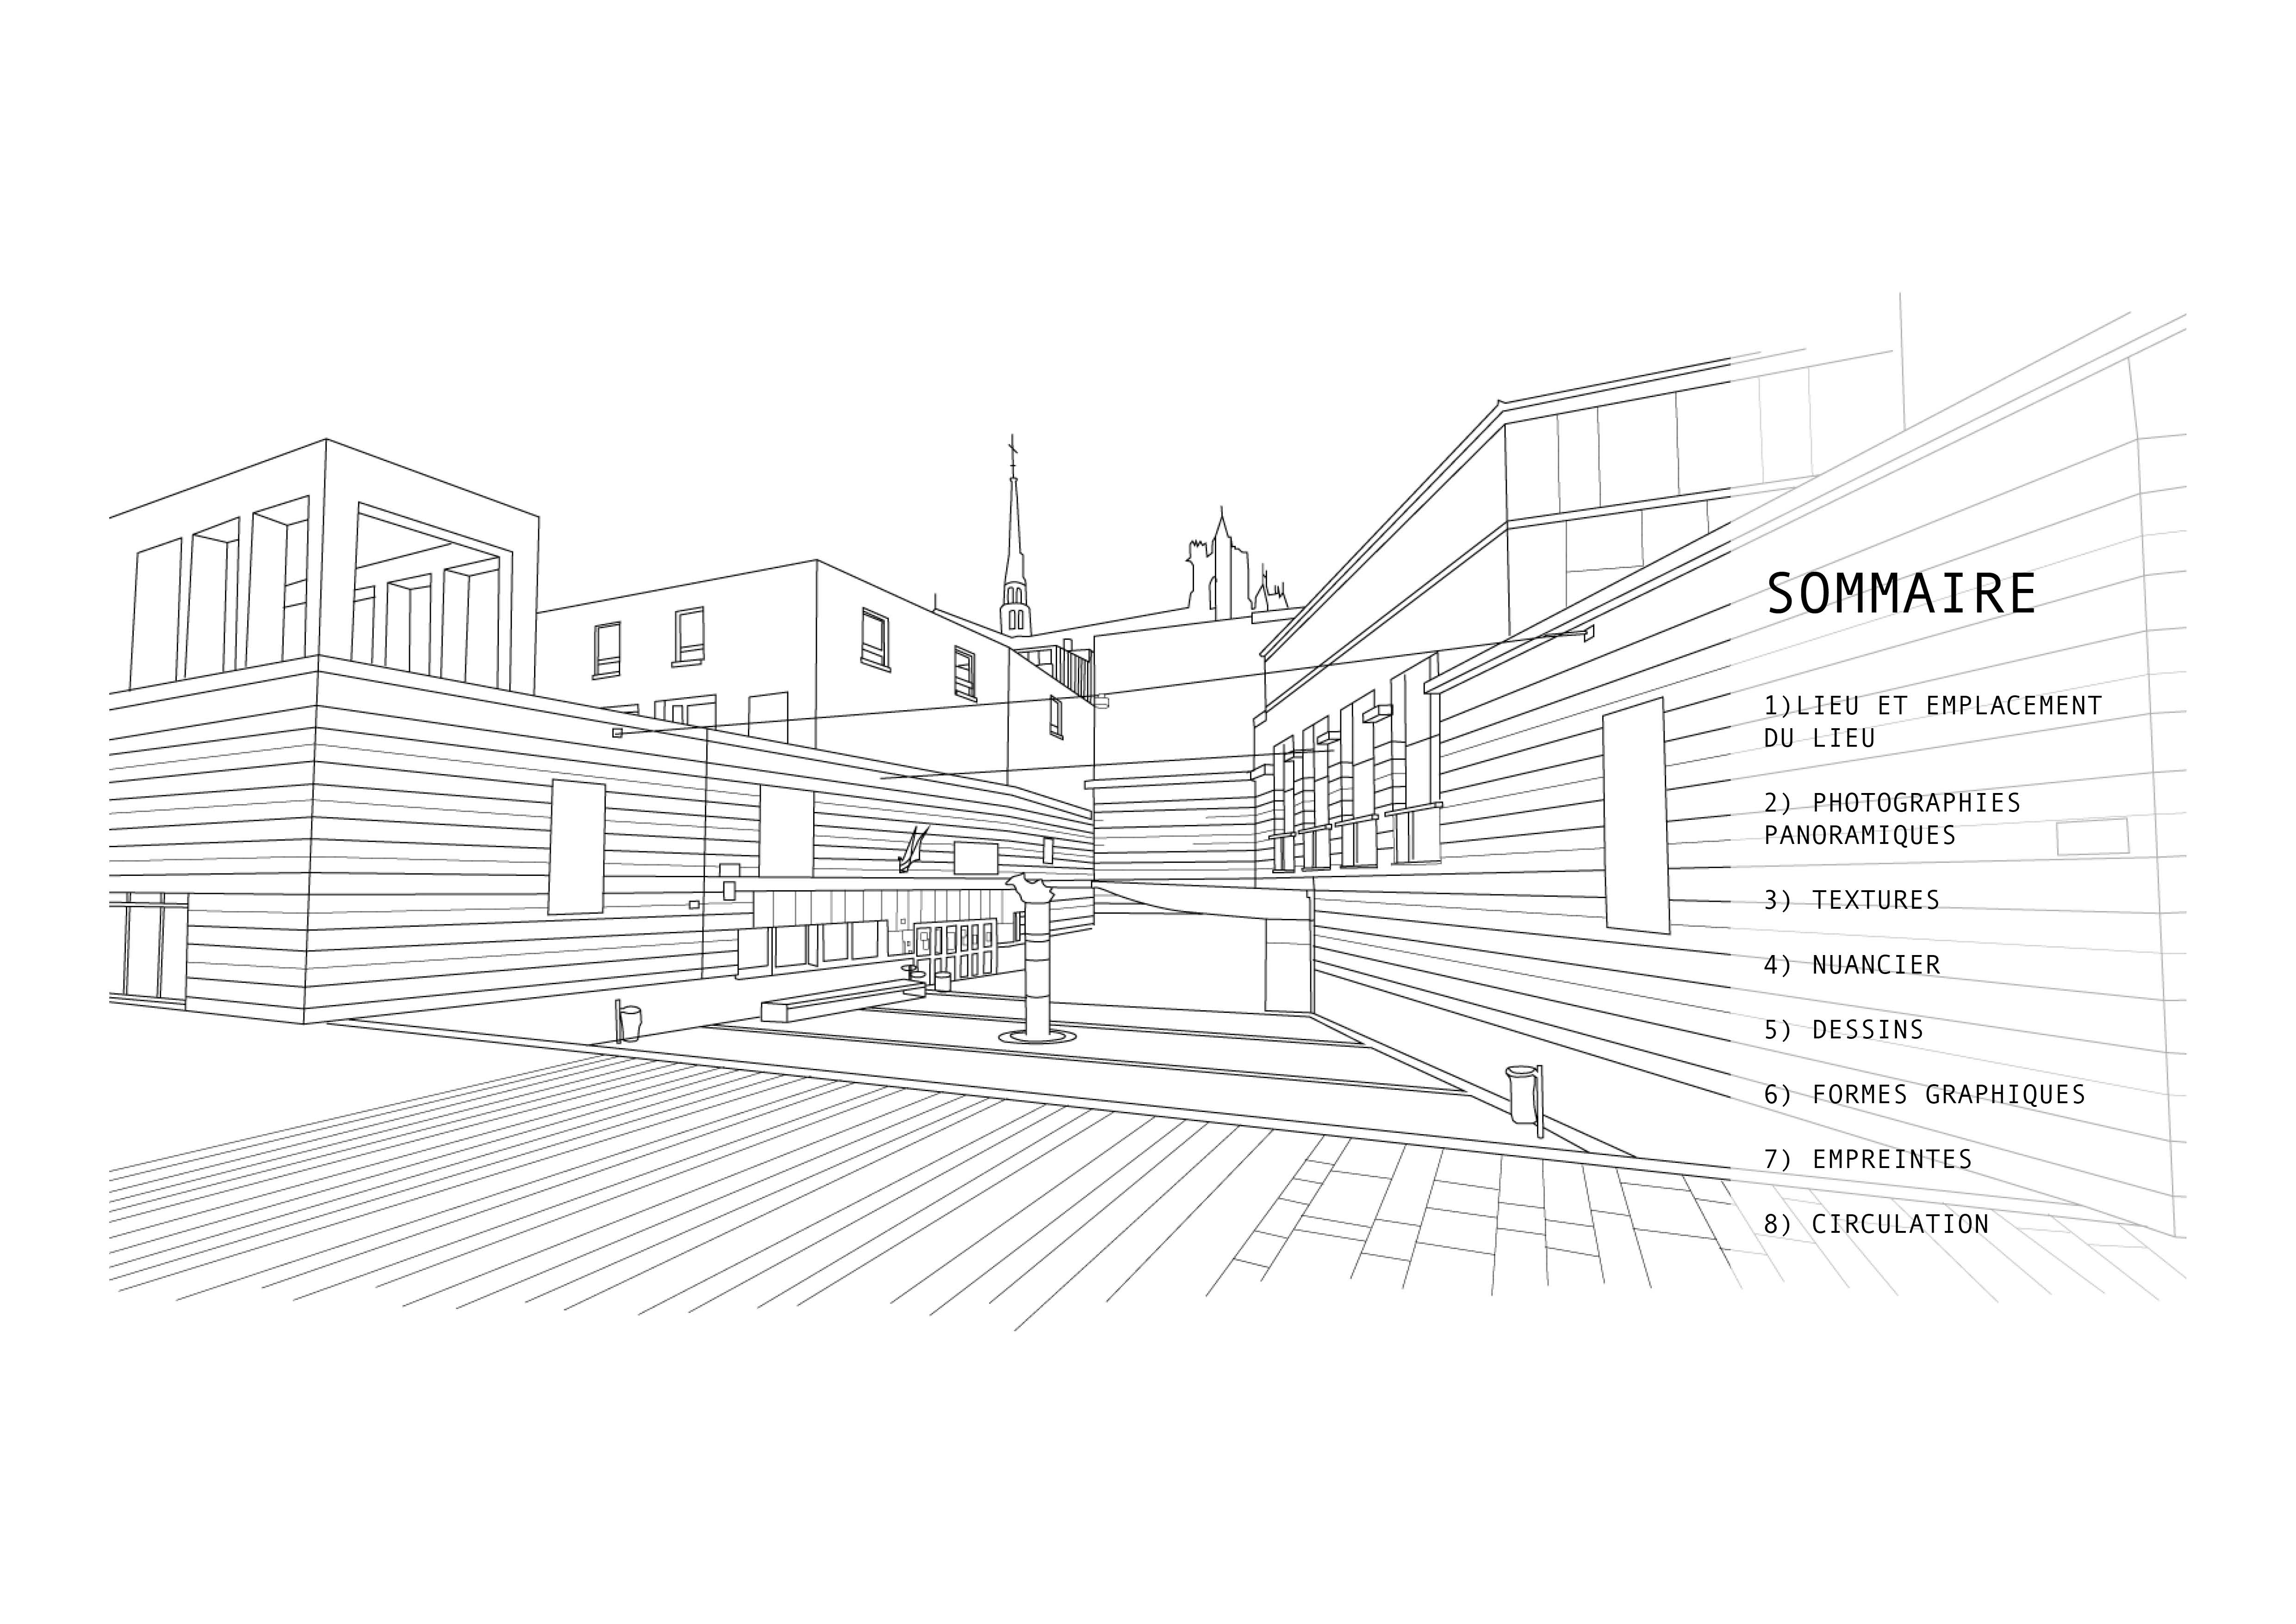 SOMMAIRE
1)LIEU ET EMPLACEMENT
DU LIEU
2) PHOTOGRAPHIES
PANORAMIQUES
3) TEXTURES
4) NUANCIER
5) DESSINS
6) FORMES GRAPHIQUES
7) EMPREINTES
8) CIRCULATION